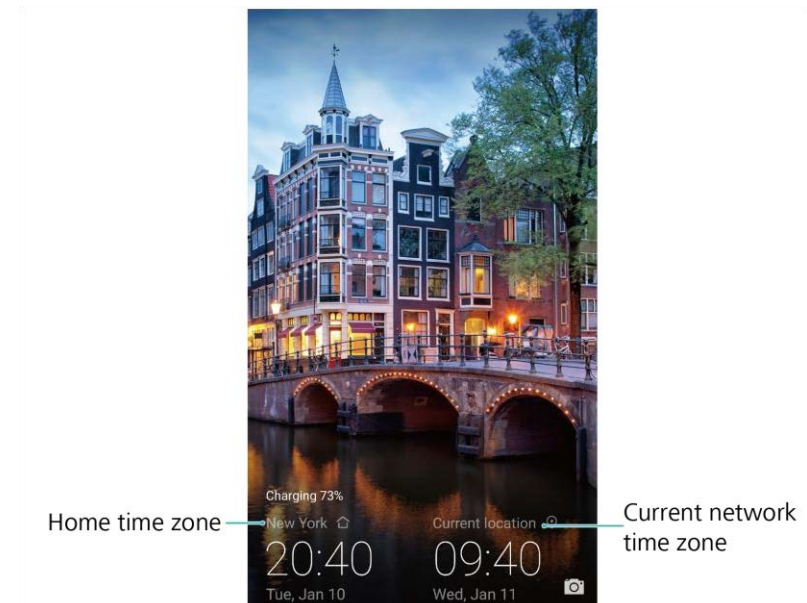 Charging 73%
Home time zone
New York
Current location
Current network
time zone
20:40
09:40
Tue, Jan 10
Wed, Jan 11